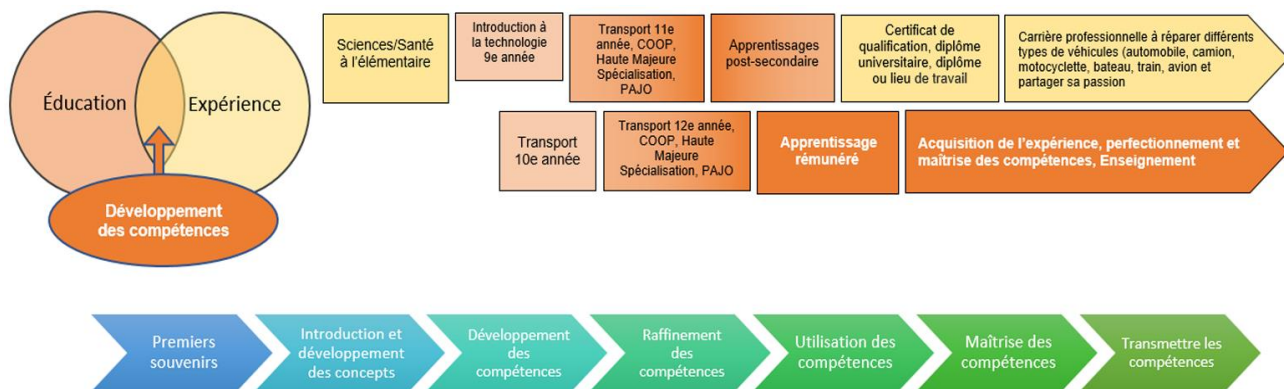 Éducation
Expérience
Développement
des compétences
Sciences/Santé
à l'élémentaire
Introduction à
la technologie
9e année
Transport 11e
année, COOP,
Haute Majeure
Spécialisation,
PAJO
Apprentissages
post-secondaire
Certificat de
qualification, diplôme
universitaire, diplôme
ou lieu de travail
Carrière professionnelle à réparer différents
types de véhicules (automobile, camion,
motocyclette, bateau, train, avion et
partager sa passion
Transport
10e année
Transport 12e année,
COOP, Haute
Majeure
Spécialisation, PAJO
Apprentissage
rémunéré
Acquisition de l'expérience, perfectionnement et
maîtrise des compétences, Enseignement
Premiers
souvenirs
Introduction et
développement
des concepts
Développement
des
compétences
Raffinement
des
compétences
Utilisation des
compétences
Maîtrise des
compétences
Transmettre les
compétences